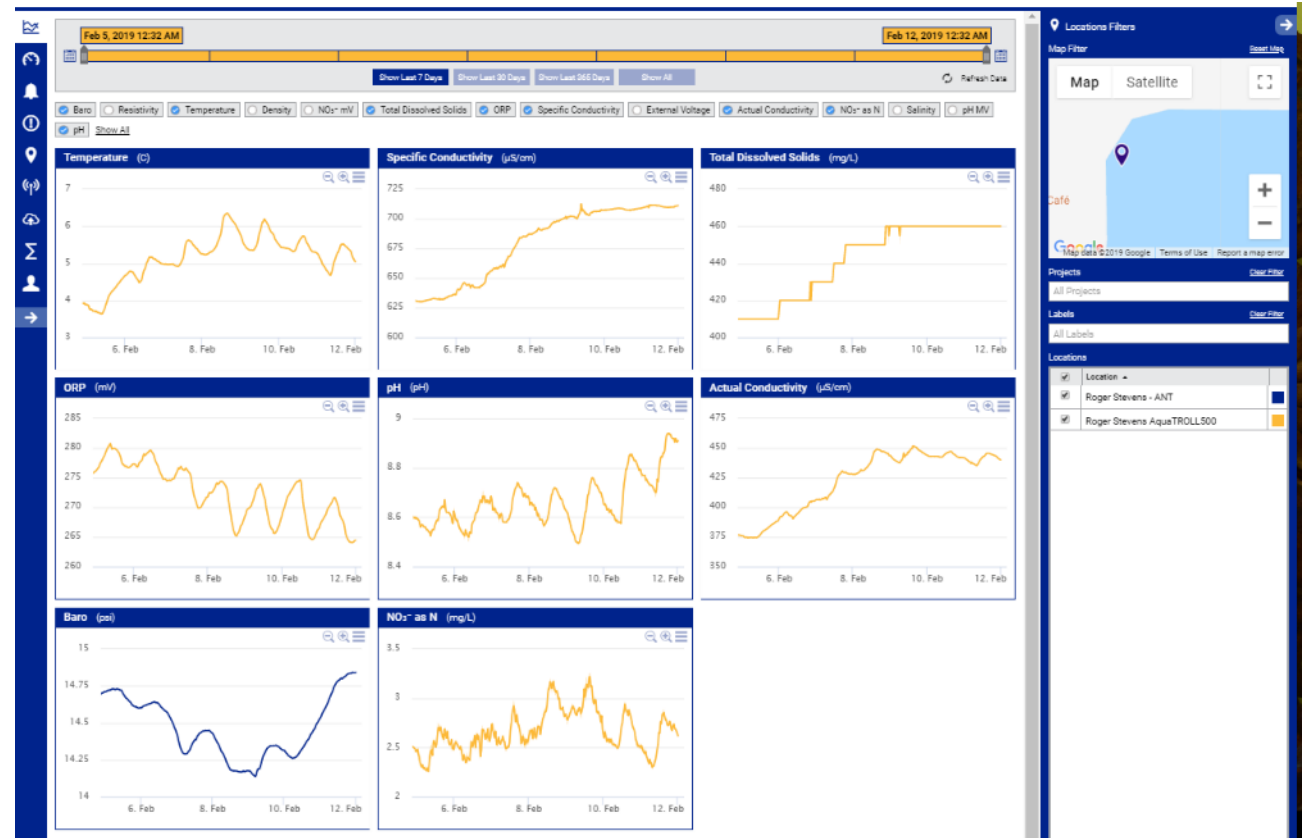 Feb 5, 2019 12:32 AM
Feb 12, 2019 12:32 AM
Show Last 7 Days Show Last 30 Days Show Last 365 Days Show All
Refresh Data
Baro Resistivity Temperature Density NO₃⁻ mV Total Dissolved Solids ORP Specific Conductivity External Voltage Actual Conductivity NO₃⁻ as N Salinity pH MV
pH Show All
Temperature (C)
7
6
5
4
3
6. Feb 8. Feb 10. Feb 12. Feb
Specific Conductivity (µS/cm)
725
700
675
650
625
600
6. Feb 8. Feb 10. Feb 12. Feb
Total Dissolved Solids (mg/L)
480
460
440
420
400
6. Feb 8. Feb 10. Feb 12. Feb
ORP (mV)
285
280
275
270
265
260
6. Feb 8. Feb 10. Feb 12. Feb
pH (pH)
9
8.8
8.6
8.4
6. Feb 8. Feb 10. Feb 12. Feb
Actual Conductivity (µS/cm)
475
450
425
400
375
350
6. Feb 8. Feb 10. Feb 12. Feb
Baro (psi)
15
14.75
14.5
14.25
14
6. Feb 8. Feb 10. Feb 12. Feb
NO₃⁻ as N (mg/L)
3.5
3
2.5
2
6. Feb 8. Feb 10. Feb 12. Feb
Locations Filters
Map Filter Reset Map
Map Satellite
Café
Google
Map data ©2019 Google Terms of Use Report a map error
Projects Clear Filter
All Projects
Labels Clear Filter
All Labels
Locations
Location
Roger Stevens - ANT
Roger Stevens AquaTROLL500